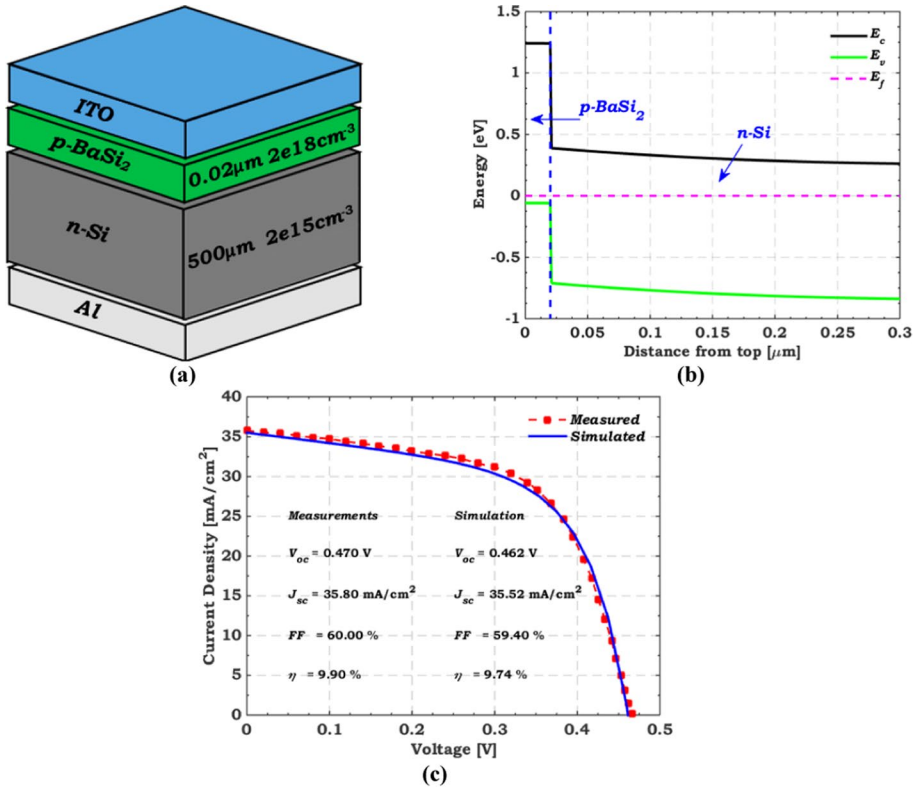 ITO
p-BaSi2
0.02μm 2e18cm-3
n-Si
500μm 2e15cm-3
Al
(a)
1.5
1
0.5
0
-0.5
-1
Energy [eV]
Ec
Ev
Ef
p-BaSi2
n-Si
0 0.05 0.1 0.15 0.2 0.25 0.3
Distance from top [μm]
(b)
40
35
30
25
20
15
10
5
0
Current Density [mA/cm2]
Measured
Simulated
Measurements Simulation
Voc = 0.470 V Voc = 0.462 V
Jsc = 35.80 mA/cm2 Jsc = 35.52 mA/cm2
FF = 60.00 % FF = 59.40 %
η = 9.90 % η = 9.74 %
0 0.1 0.2 0.3 0.4 0.5
Voltage [V]
(c)